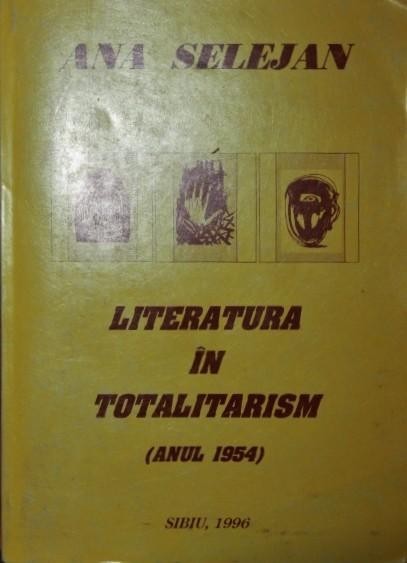 ANA SELEJAN
LITERATURA
ÎN
TOTALITARISM
(ANUL 1954)
SIBIU, 1996